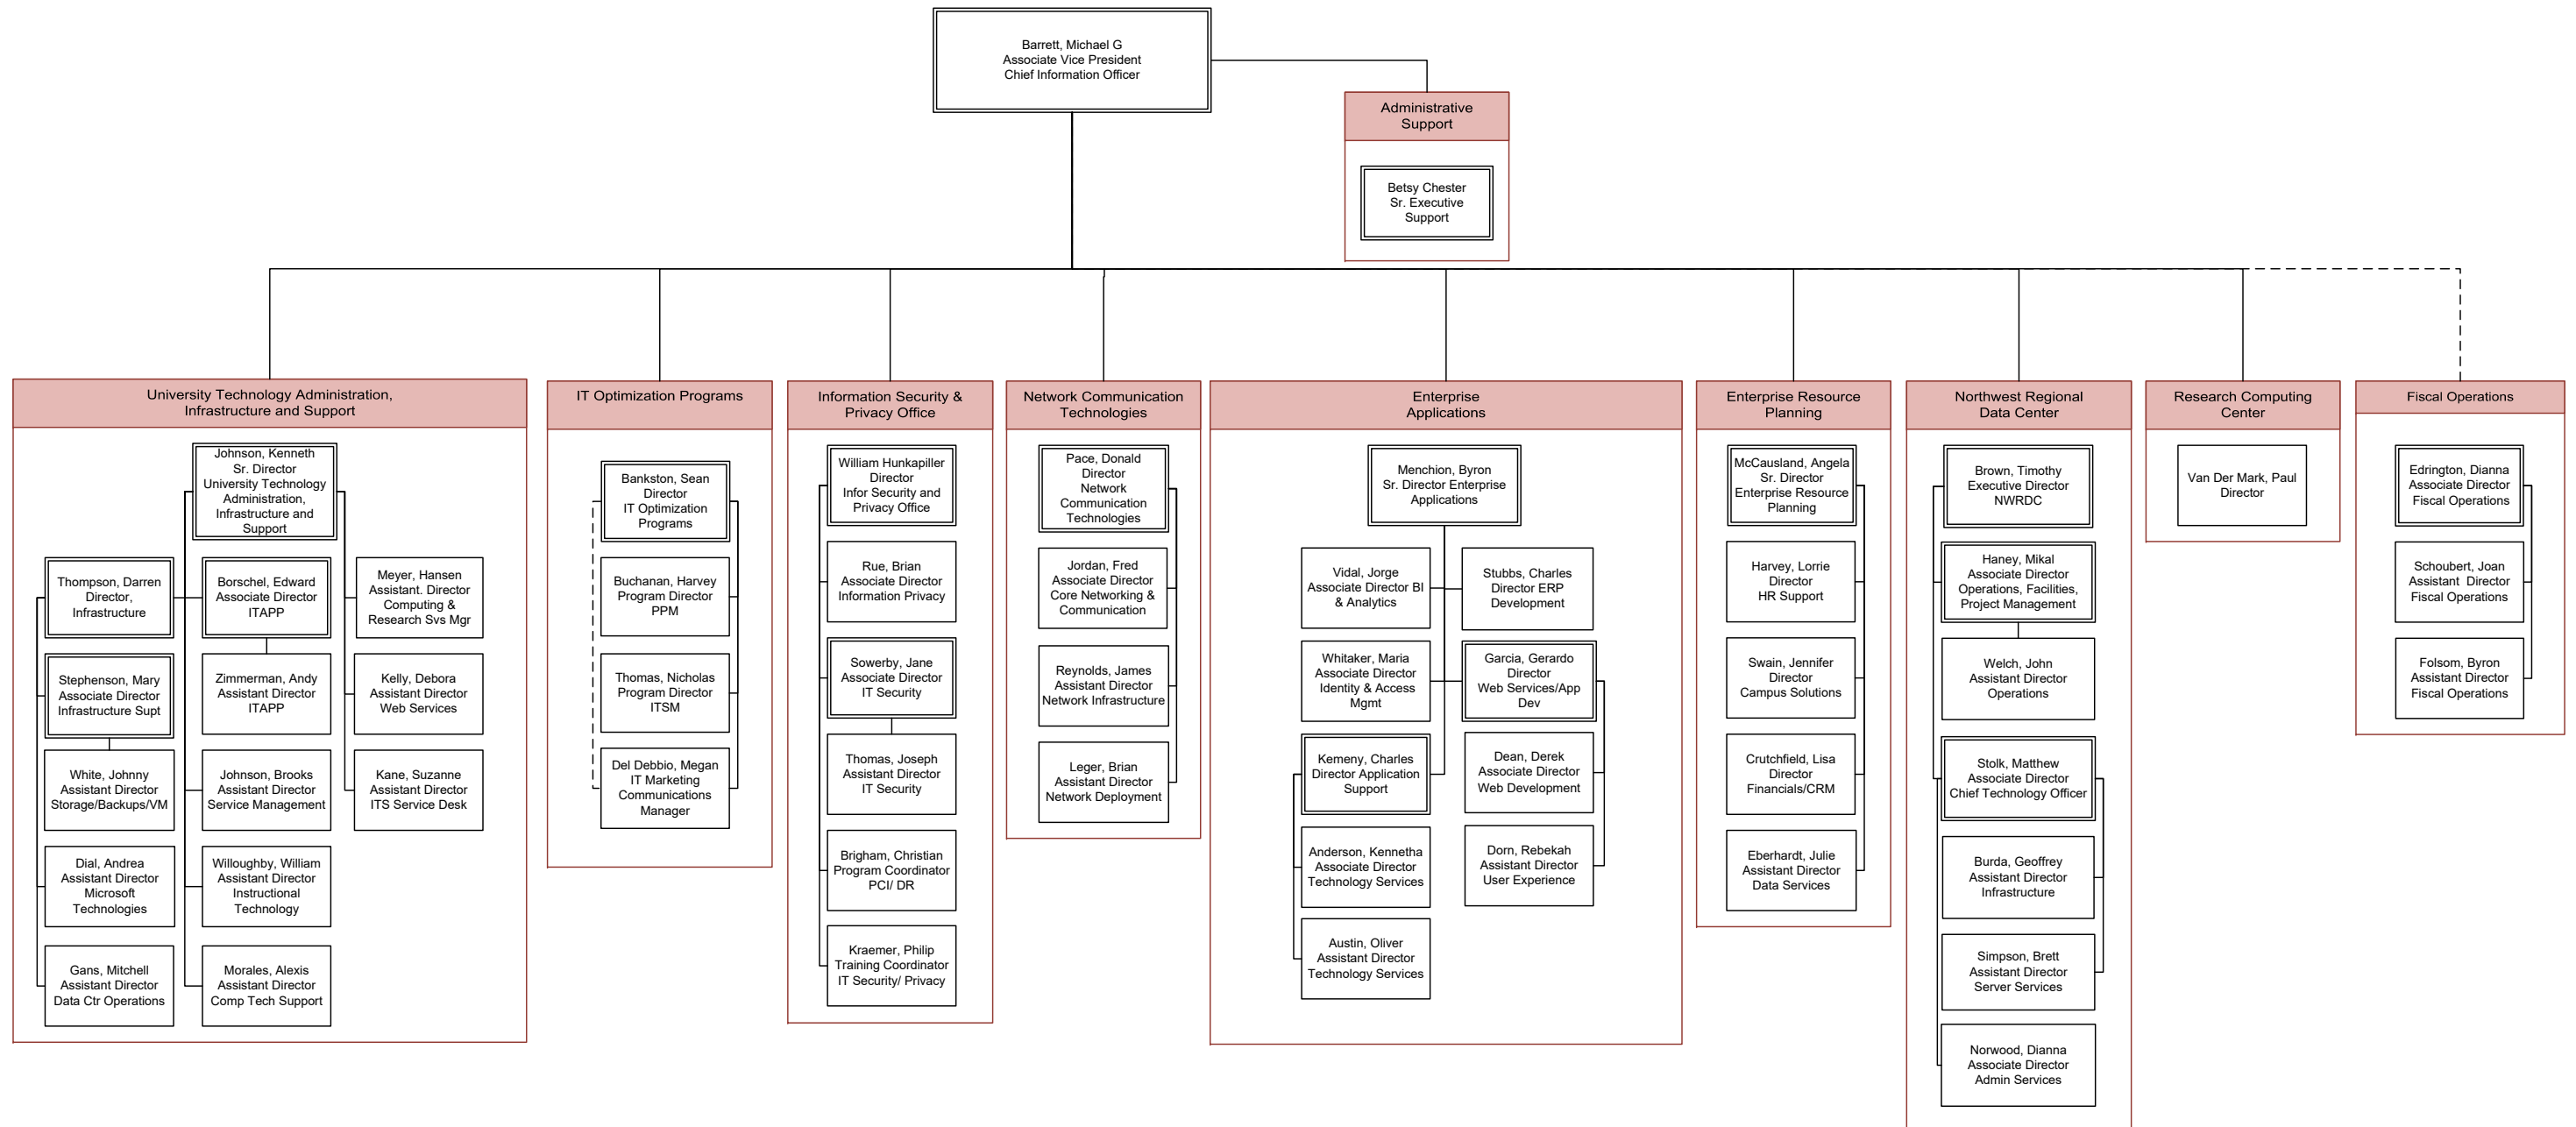 Barrett, Michael G
Associate Vice President
Chief Information Officer
Administrative
Support
Betsy Chester
Sr. Executive
Support
University Technology Administration,
Infrastructure and Support
Johnson, Kenneth
Sr. Director
University Technology
Administration,
Infrastructure and
Support
Thompson, Darren
Director,
Infrastructure
Borschel, Edward
Associate Director
ITAPP
Meyer, Hansen
Assistant. Director
Computing &
Research Svs Mgr
Stephenson, Mary
Associate Director
Infrastructure Supt
Zimmerman, Andy
Assistant Director
ITAPP
Kelly, Debora
Assistant Director
Web Services
White, Johnny
Assistant Director
Storage/Backups/VM
Johnson, Brooks
Assistant Director
Service Management
Kane, Suzanne
Assistant Director
ITS Service Desk
Dial, Andrea
Assistant Director
Microsoft
Technologies
Willoughby, William
Assistant Director
Instructional
Technology
Gans, Mitchell
Assistant Director
Data Ctr Operations
Morales, Alexis
Assistant Director
Comp Tech Support
IT Optimization Programs
Bankston, Sean
Director
IT Optimization
Programs
Buchanan, Harvey
Program Director
PPM
Thomas, Nicholas
Program Director
ITSM
Del Debbio, Megan
IT Marketing
Communications
Manager
Information Security &
Privacy Office
William Hunkapiller
Director
Infor Security and
Privacy Office
Rue, Brian
Associate Director
Information Privacy
Sowerby, Jane
Associate Director
IT Security
Thomas, Joseph
Assistant Director
IT Security
Brigham, Christian
Program Coordinator
PCI/ DR
Kraemer, Philip
Training Coordinator
IT Security/ Privacy
Network Communication
Technologies
Pace, Donald
Director
Network
Communication
Technologies
Jordan, Fred
Associate Director
Core Networking &
Communication
Reynolds, James
Assistant Director
Network Infrastructure
Leger, Brian
Assistant Director
Network Deployment
Enterprise
Applications
Menchion, Byron
Sr. Director Enterprise
Applications
Vidal, Jorge
Associate Director BI
& Analytics
Stubbs, Charles
Director ERP
Development
Whitaker, Maria
Associate Director
Identity & Access
Mgmt
Garcia, Gerardo
Director
Web Services/App
Dev
Kemeny, Charles
Director Application
Support
Dean, Derek
Associate Director
Web Development
Anderson, Kennetha
Associate Director
Technology Services
Dorn, Rebekah
Assistant Director
User Experience
Austin, Oliver
Assistant Director
Technology Services
Enterprise Resource
Planning
McCausland, Angela
Sr. Director
Enterprise Resource
Planning
Harvey, Lorrie
Director
HR Support
Swain, Jennifer
Director
Campus Solutions
Crutchfield, Lisa
Director
Financials/CRM
Eberhardt, Julie
Assistant Director
Data Services
Northwest Regional
Data Center
Brown, Timothy
Executive Director
NWRDC
Haney, Mikal
Associate Director
Operations, Facilities,
Project Management
Welch, John
Assistant Director
Operations
Stolk, Matthew
Associate Director
Chief Technology Officer
Burda, Geoffrey
Assistant Director
Infrastructure
Simpson, Brett
Assistant Director
Server Services
Norwood, Dianna
Associate Director
Admin Services
Research Computing
Center
Van Der Mark, Paul
Director
Fiscal Operations
Edrington, Dianna
Associate Director
Fiscal Operations
Schoubert, Joan
Assistant  Director
Fiscal Operations
Folsom, Byron
Assistant Director
Fiscal Operations